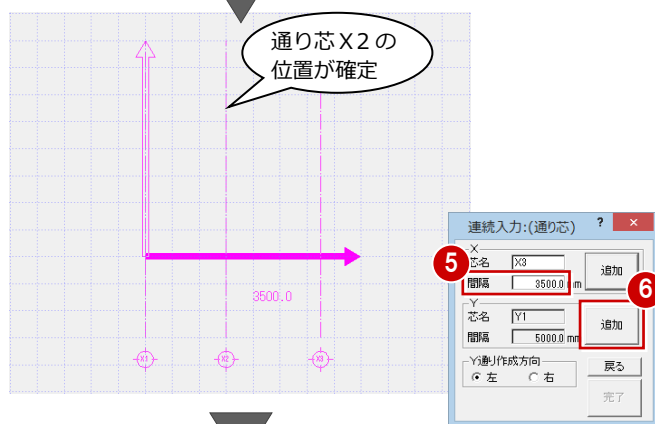 通り芯X2の
位置が確定
3500.0
X1
X2
X3
連続入力:(通り芯) ? ×
X
5
芯名 X3
追加
間隔 3500.0 mm
6
Y
芯名 Y1
追加
間隔 5000.0 mm
Y通り作成方向
左 右
戻る
完了